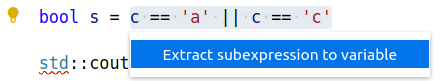 bool s = c == 'a' || c == 'c'
Extract subexpression to variable
std::cout